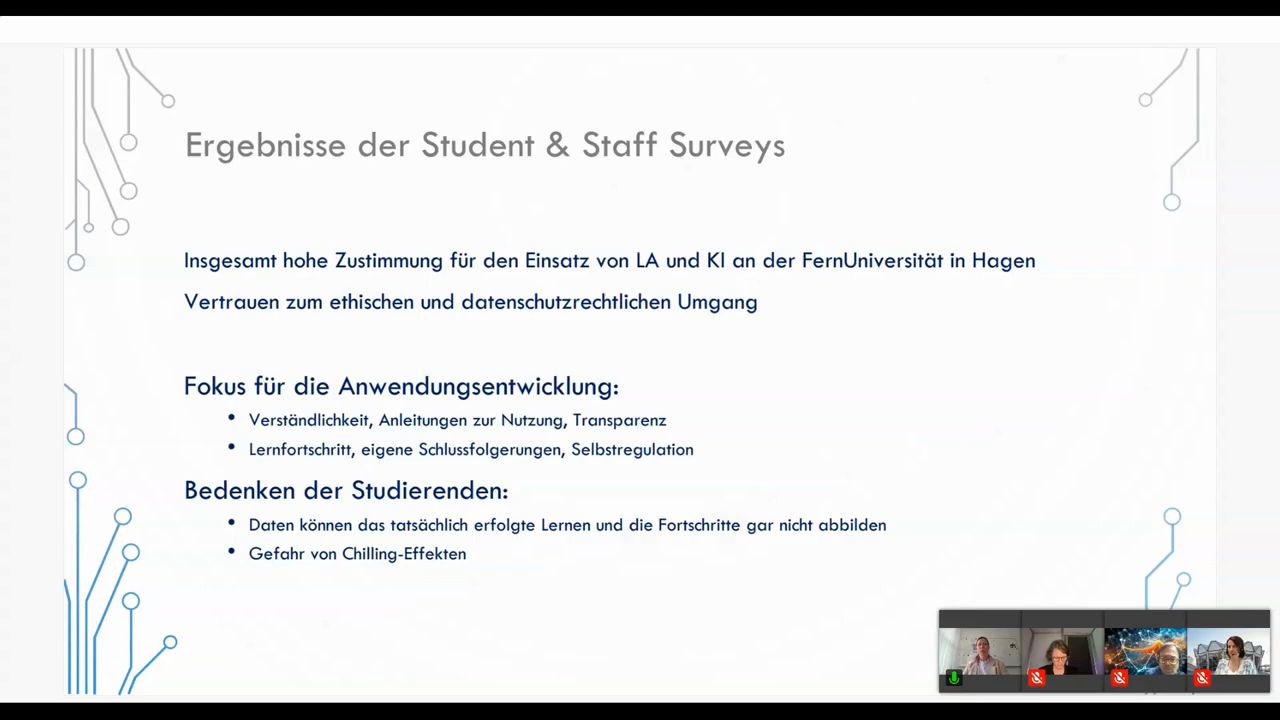 Ergebnisse der Student & Staff Surveys
Insgesamt hohe Zustimmung für den Einsatz von LA und KI an der FernUniversität in Hagen
Vertrauen zum ethischen und datenschutzrechtlichen Umgang
Fokus für die Anwendungsentwicklung:
• Verständlichkeit, Anleitungen zur Nutzung, Transparenz
• Lernfortschritt, eigene Schlussfolgerungen, Selbstregulation
Bedenken der Studierenden:
• Daten können das tatsächlich erfolgte Lernen und die Fortschritte gar nicht abbilden
• Gefahr von Chilling-Effekten